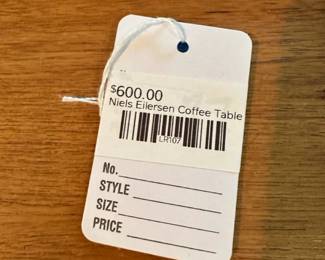 $600.00
Niels Eilersen Coffee Table
LR107
No.
STYLE
SIZE
PRICE